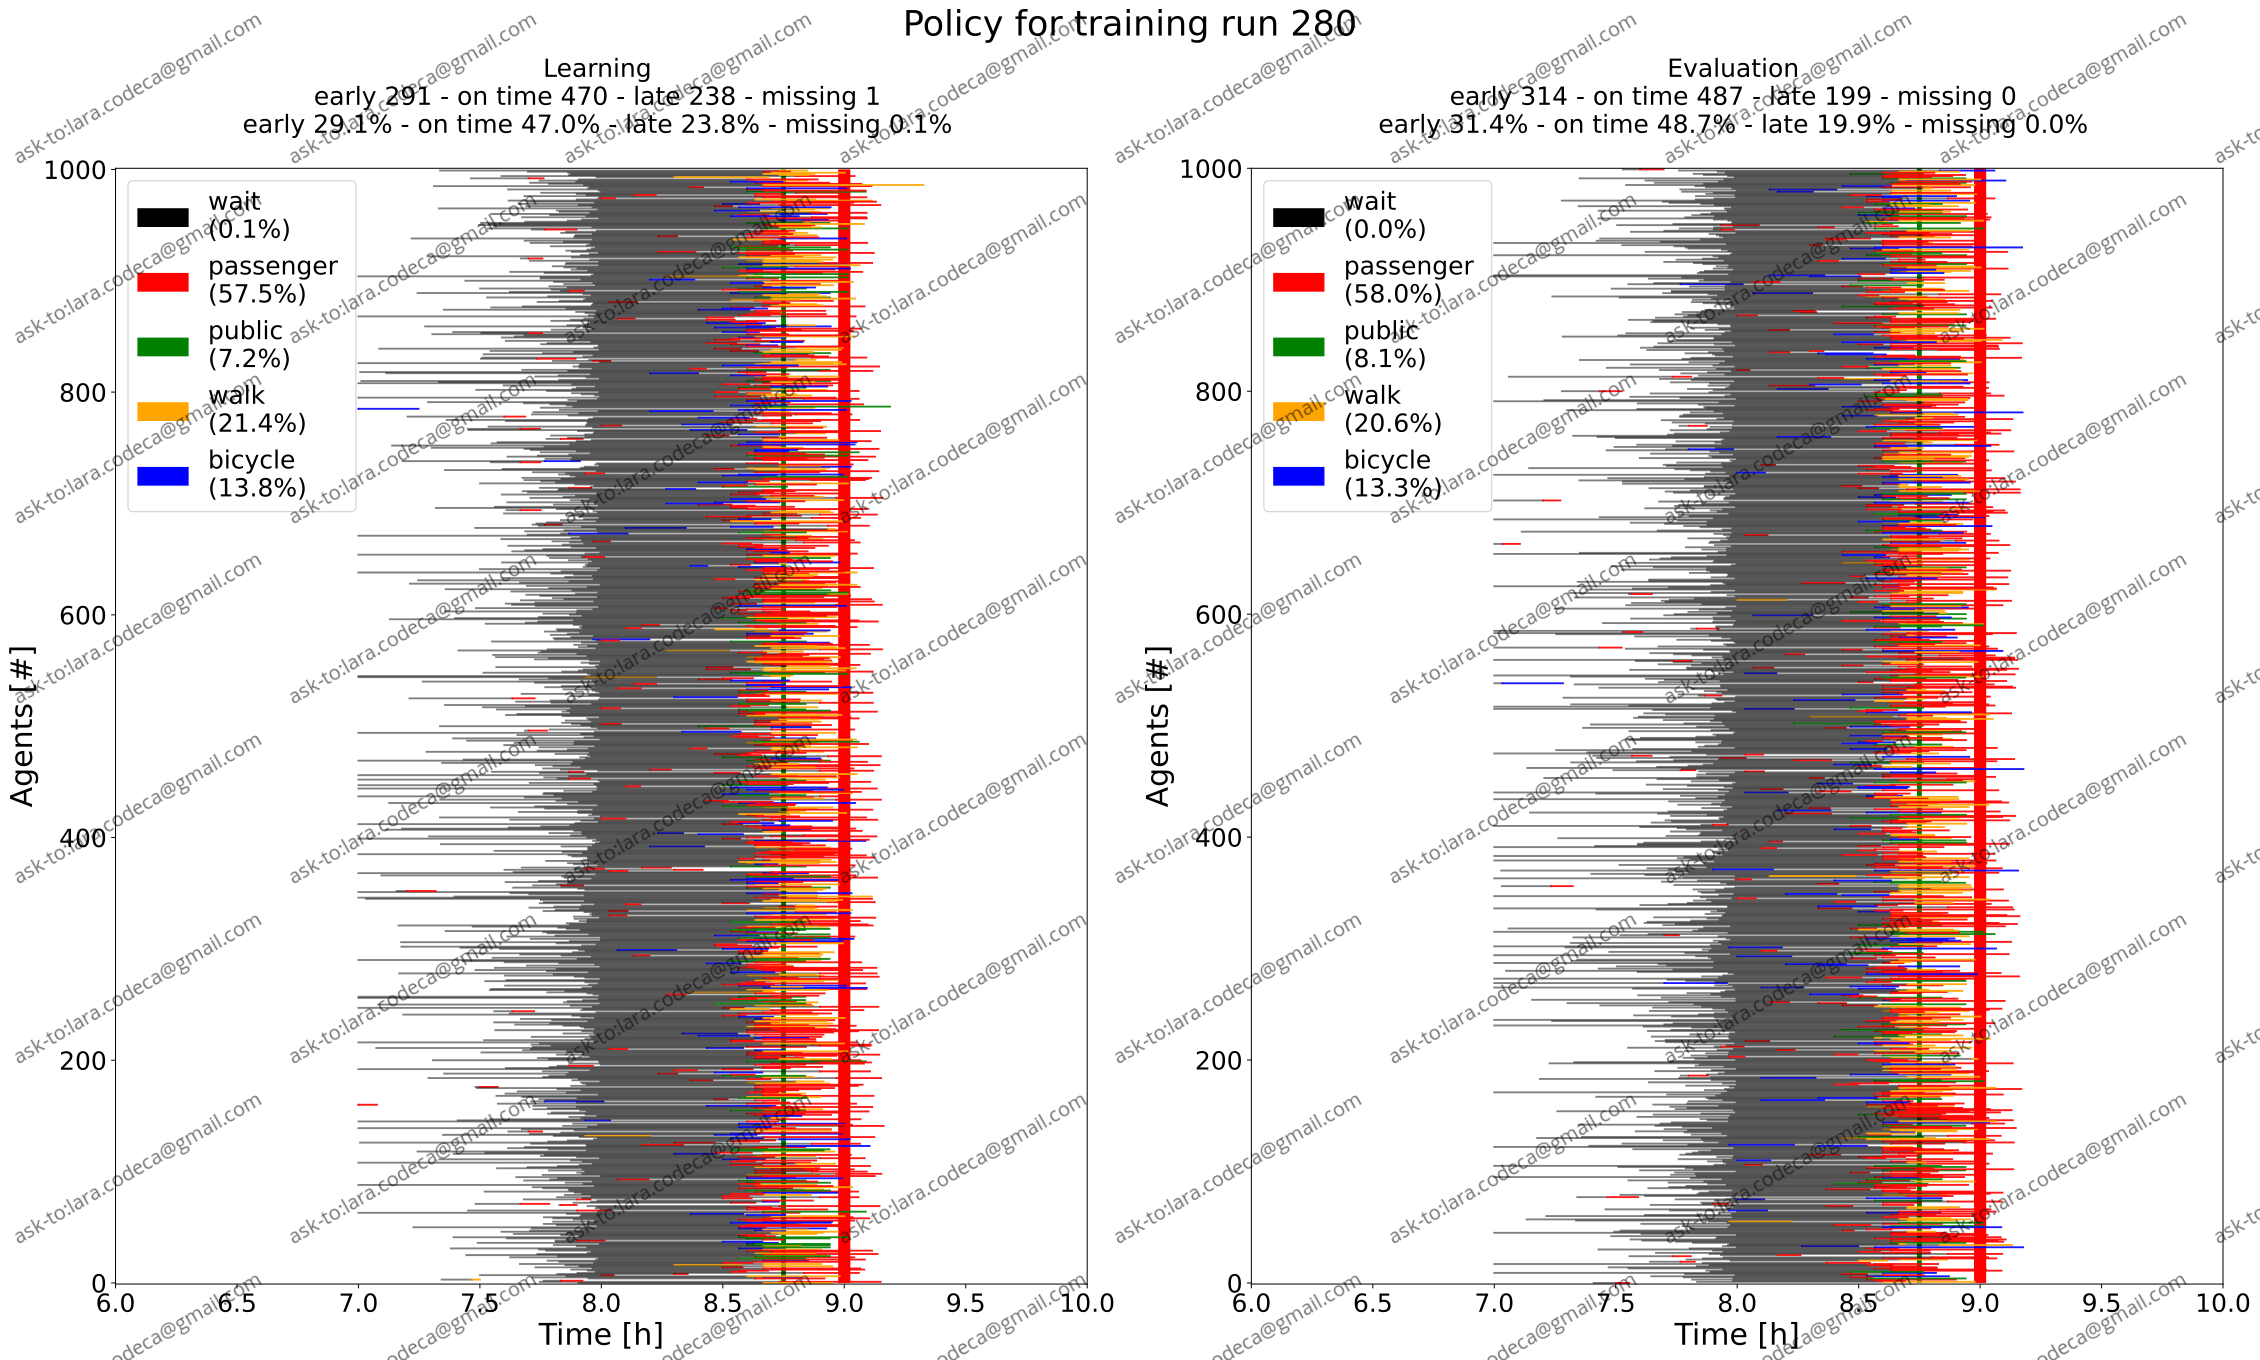 Policy for training run 280
Learning
early 291 - on time 470 - late 238 - missing 1
early 29.1% - on time 47.0% - late 23.8% - missing 0.1%
1000
800
600
400
200
0
Agents [#]
wait
(0.1%)
passenger
(57.5%)
public
(7.2%)
walk
(21.4%)
bicycle
(13.8%)
6.0 6.5 7.0 7.5 8.0 8.5 9.0 9.5 10.0
Time [h]
Evaluation
early 314 - on time 487 - late 199 - missing 0
early 31.4% - on time 48.7% - late 19.9% - missing 0.0%
1000
800
600
400
200
0
Agents [#]
wait
(0.0%)
passenger
(58.0%)
public
(8.1%)
walk
(20.6%)
bicycle
(13.3%)
6.0 6.5 7.0 7.5 8.0 8.5 9.0 9.5 10.0
Time [h]
ask-to:lara.codeca@gmail.com